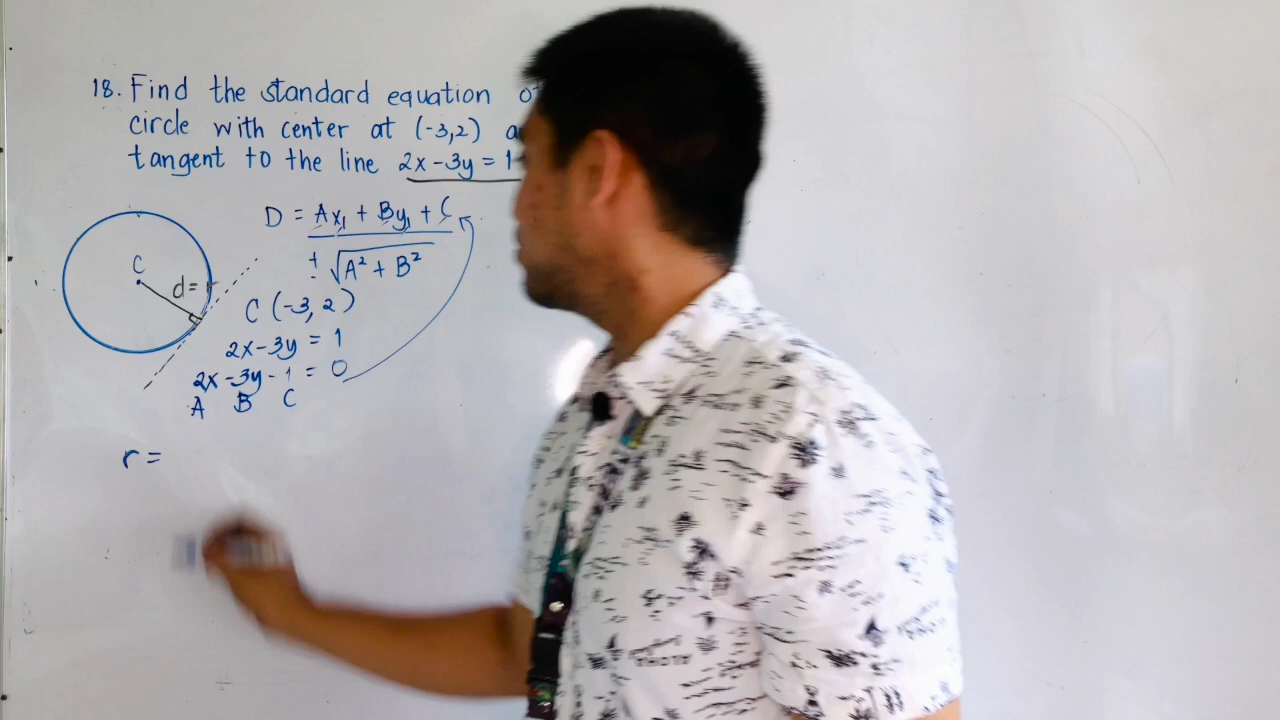 18. Find the standard equation
circle with center at (-3,2)
tangent to the line 2x-3y = 1
D = Ax₁ + By₁ + C
± √A² + B²
C
d = r
C (-3, 2)
2x-3y = 1
2x-3y-1 = 0
A B C
r =